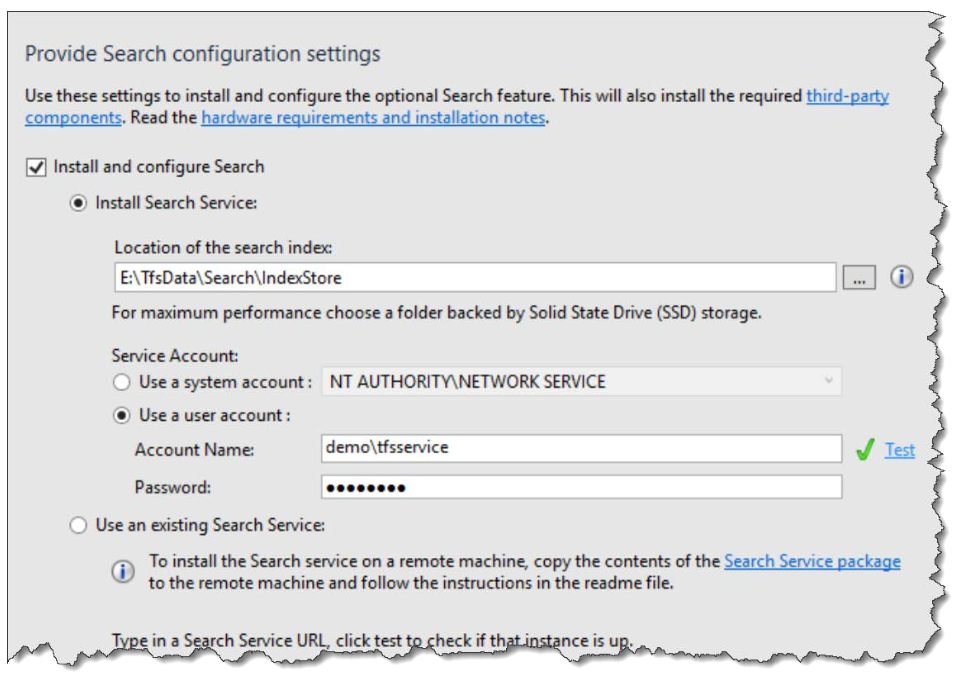 Provide Search configuration settings
Use these settings to install and configure the optional Search feature. This will also install the required third-party
components. Read the hardware requirements and installation notes.
Install and configure Search
Install Search Service:
Location of the search index:
E:\TfsData\Search\IndexStore
...
For maximum performance choose a folder backed by Solid State Drive (SSD) storage.
Service Account:
Use a system account : NT AUTHORITY\NETWORK SERVICE
Use a user account :
Account Name: demo\tfsservice Test
Password: ●●●●●●●●
Use an existing Search Service:
To install the Search service on a remote machine, copy the contents of the Search Service package
to the remote machine and follow the instructions in the readme file.
Type in a Search Service URL, click test to check if that instance is up.